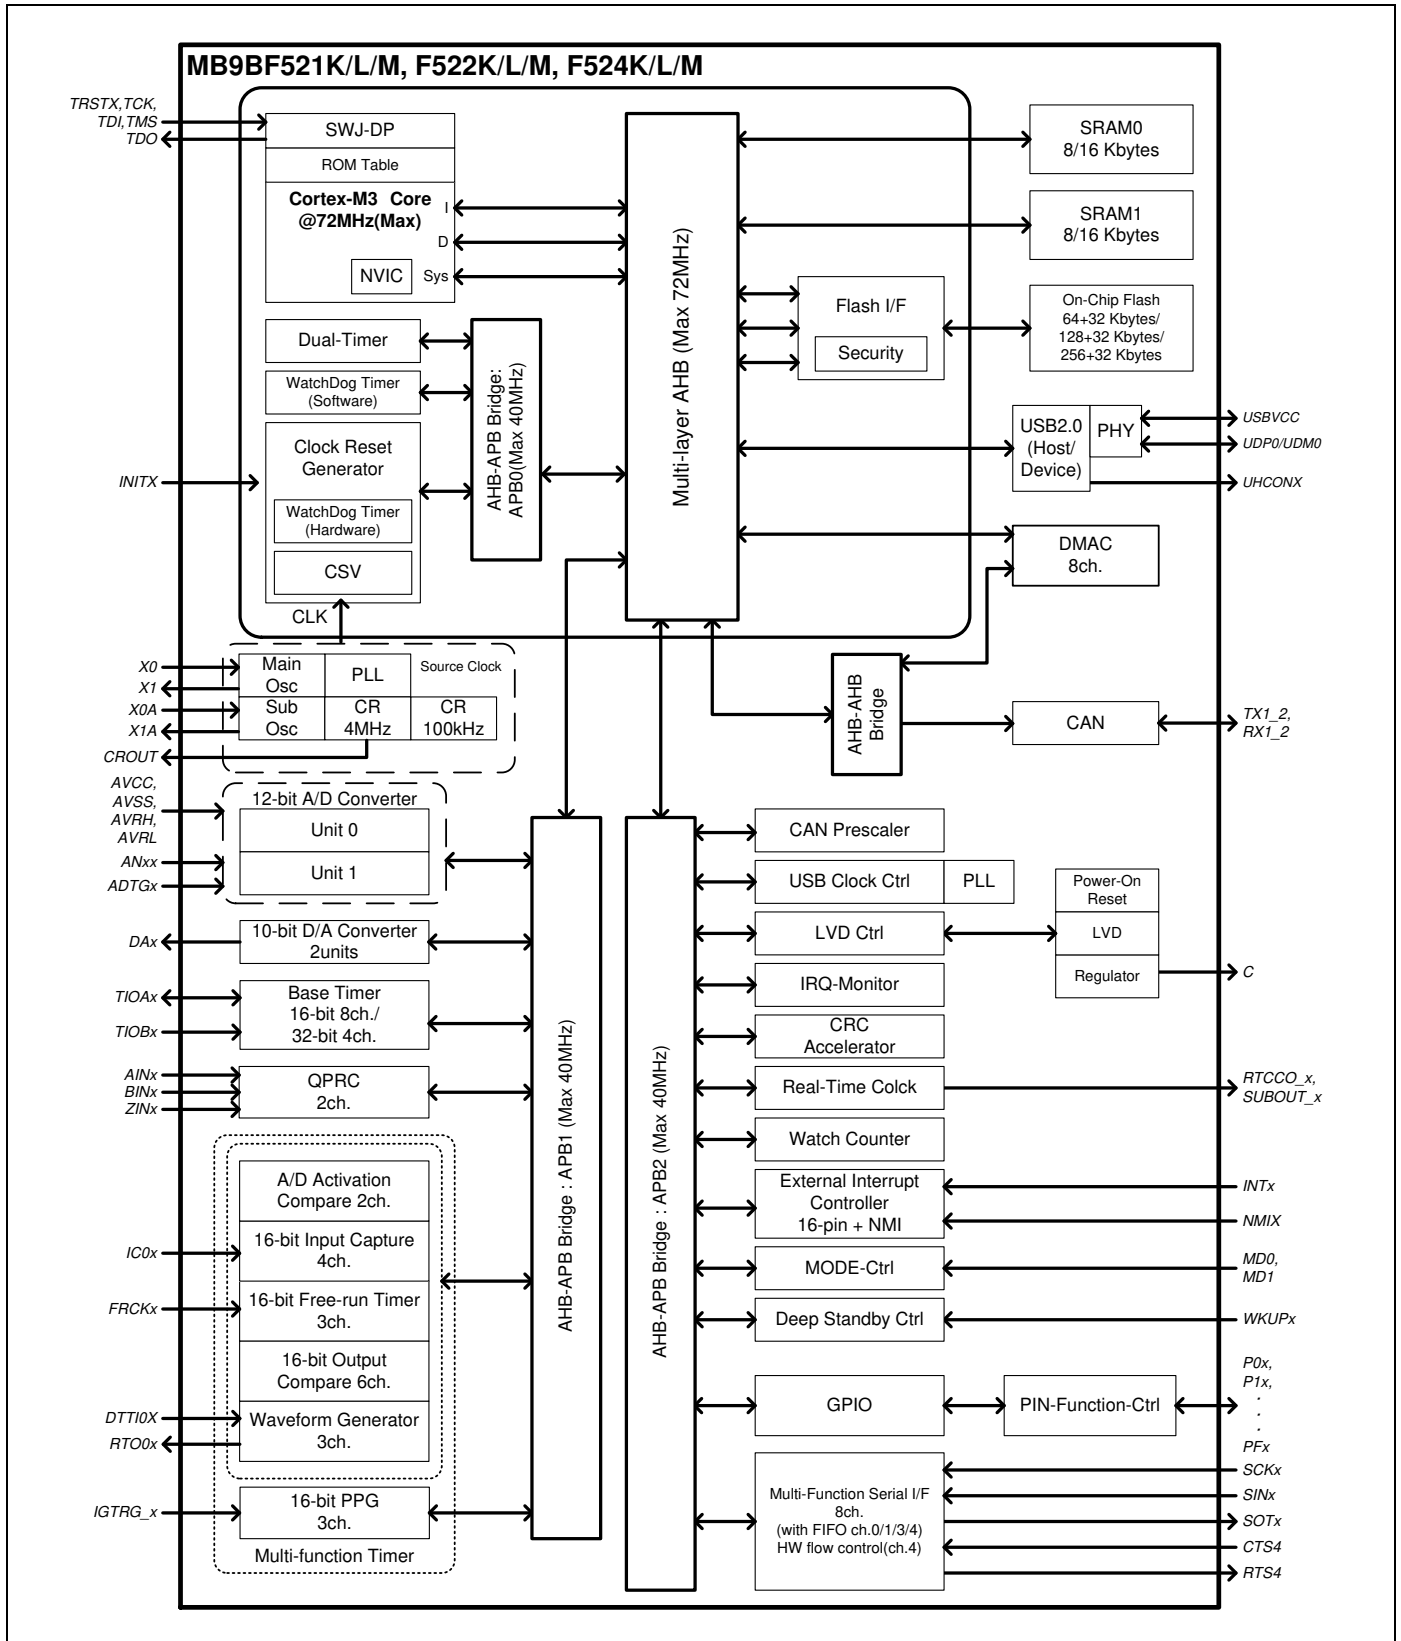 MB9BF521K/L/M, F522K/L/M, F524K/L/M
TRSTX,TCK,
TDI,TMS
TDO
SWJ-DP
ROM Table
Cortex-M3 Core
@72MHz(Max)
I
D
Sys
NVIC
Dual-Timer
WatchDog Timer
(Software)
Clock Reset
Generator
WatchDog Timer
(Hardware)
CSV
CLK
INITX
AHB-APB Bridge:
APB0(Max 40MHz)
Multi-layer AHB (Max 72MHz)
SRAM0
8/16 Kbytes
SRAM1
8/16 Kbytes
Flash I/F
Security
On-Chip Flash
64+32 Kbytes/
128+32 Kbytes/
256+32 Kbytes
USB2.0
(Host/
Device)
PHY
USBVCC
UDP0/UDM0
UHCONX
DMAC
8ch.
AHB-AHB
Bridge
CAN
TX1_2,
RX1_2
X0
X1
X0A
X1A
CROUT
Main
Osc
PLL
Source Clock
Sub
Osc
CR
4MHz
CR
100kHz
AVCC,
AVSS,
AVRH,
AVRL
ANxx
ADTGx
12-bit A/D Converter
Unit 0
Unit 1
DAx
10-bit D/A Converter
2units
TIOAx
TIOBx
Base Timer
16-bit 8ch./
32-bit 4ch.
AINx
BINx
ZINx
QPRC
2ch.
A/D Activation
Compare 2ch.
IC0x
16-bit Input Capture
4ch.
FRCKx
16-bit Free-run Timer
3ch.
16-bit Output
Compare 6ch.
DTTI0X
RTO0x
Waveform Generator
3ch.
IGTRG_x
16-bit PPG
3ch.
Multi-function Timer
AHB-APB Bridge : APB1 (Max 40MHz)
AHB-APB Bridge : APB2 (Max 40MHz)
CAN Prescaler
USB Clock Ctrl
PLL
LVD Ctrl
Power-On
Reset
LVD
Regulator
C
IRQ-Monitor
CRC
Accelerator
Real-Time Colck
RTCCO_x,
SUBOUT_x
Watch Counter
External Interrupt
Controller
16-pin + NMI
INTx
NMIX
MODE-Ctrl
MD0,
MD1
Deep Standby Ctrl
WKUPx
GPIO
PIN-Function-Ctrl
P0x,
P1x,
.
.
.
PFx
Multi-Function Serial I/F
8ch.
(with FIFO ch.0/1/3/4)
HW flow control(ch.4)
SCKx
SINx
SOTx
CTS4
RTS4